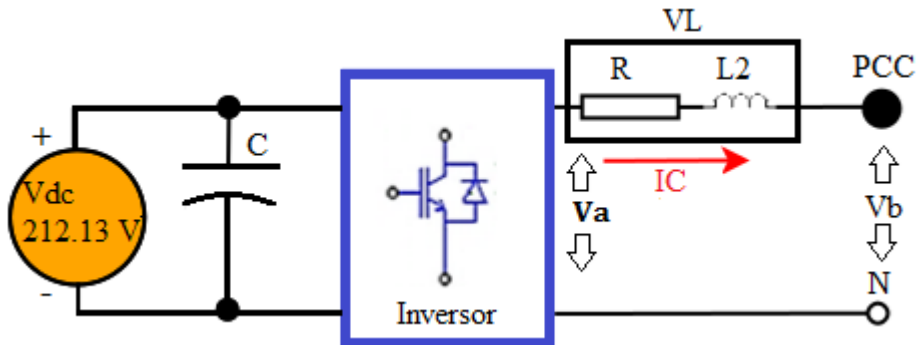 VL
R
L2
PCC
+
C
Vdc
212.13 V
IC
Va
Vb
-
N
Inversor